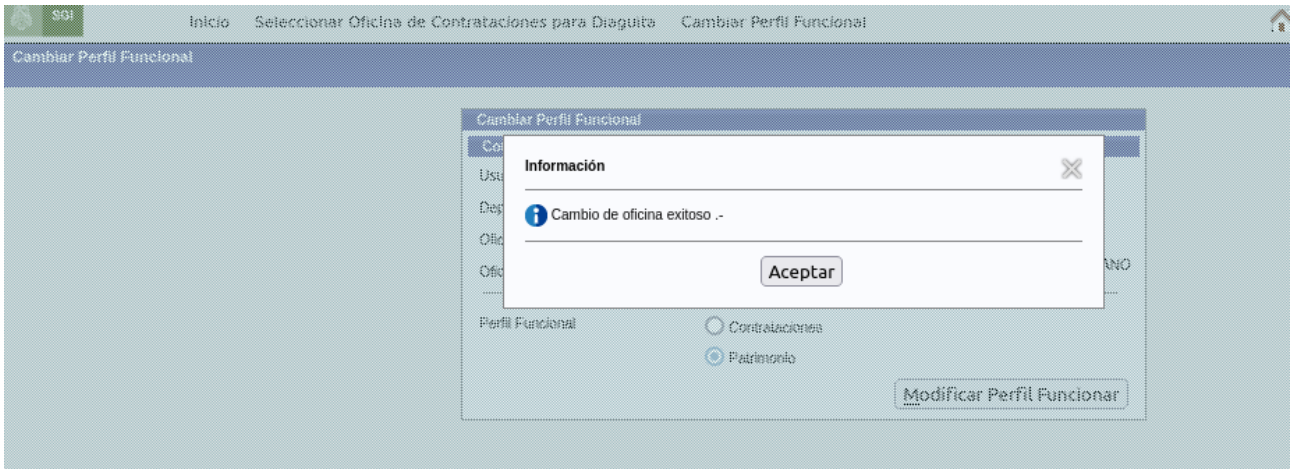 SGI
Inicio Seleccionar Oficina de Contrataciones para Diaguita Cambiar Perfil Funcional
Cambiar Perfil Funcional
Cambiar Perfil Funcional
Información
Cambio de oficina exitoso .-
Aceptar
Perfil Funcional
Contrataciones
Patrimonio
Modificar Perfil Funcionar